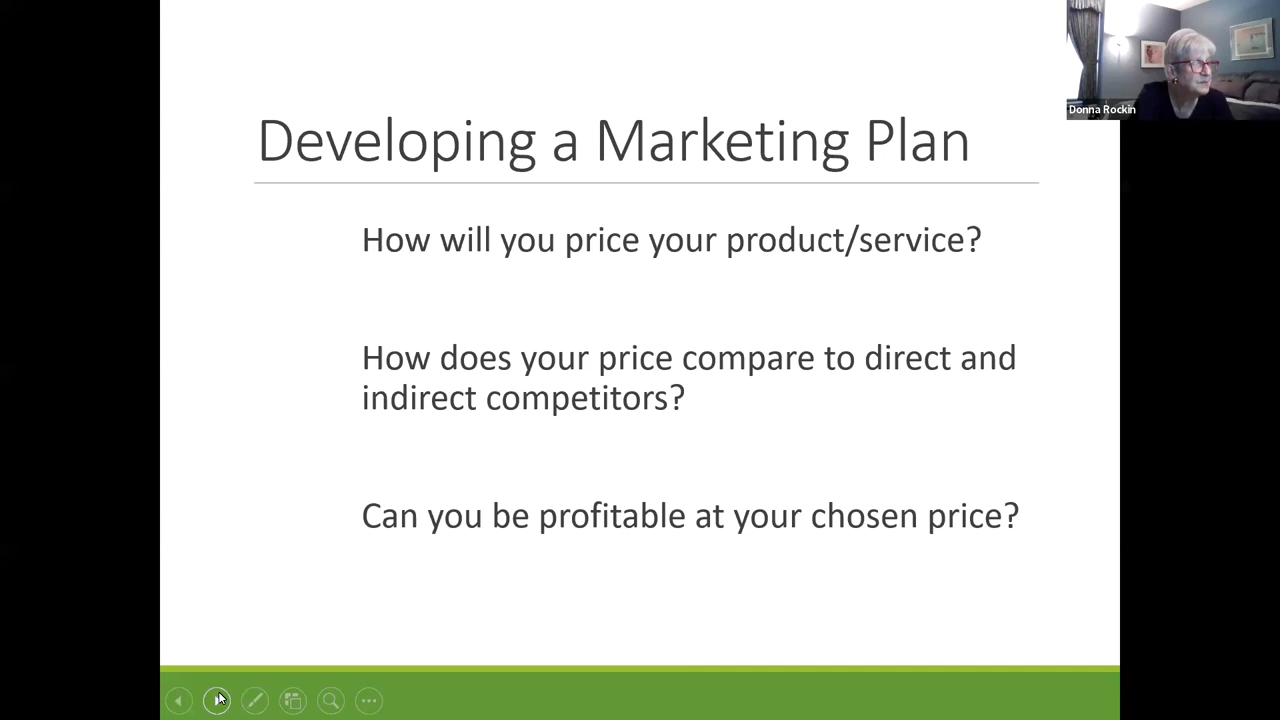 Donna Rockin
Developing a Marketing Plan
How will you price your product/service?
How does your price compare to direct and
indirect competitors?
Can you be profitable at your chosen price?